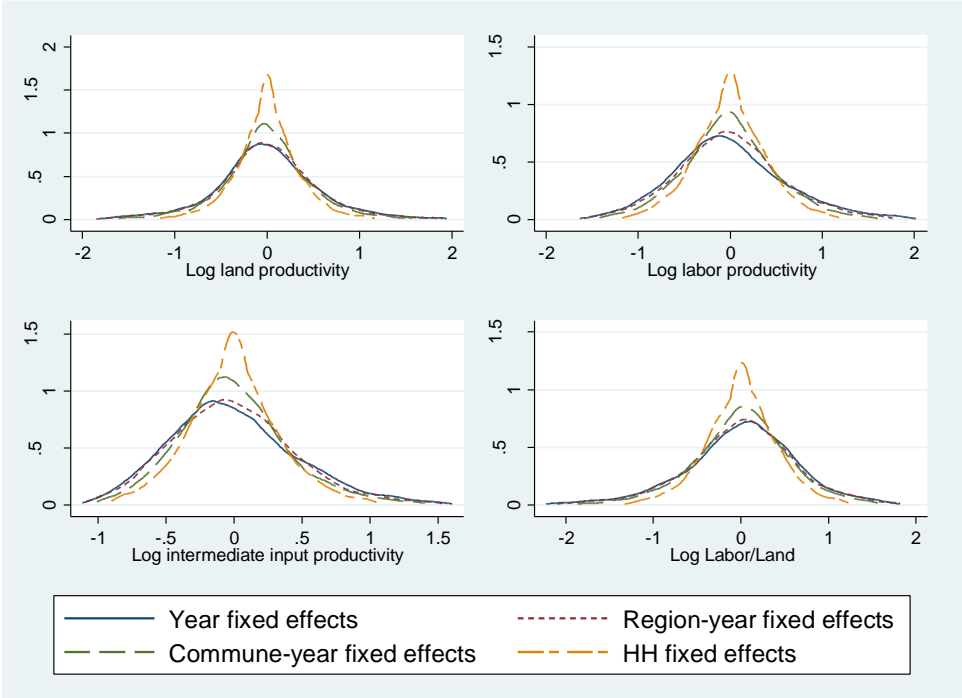 2
1.5
1
.5
0
-2 -1 0 1 2
Log land productivity
1.5
1
.5
0
-2 -1 0 1 2
Log labor productivity
1.5
1
.5
0
-1 -.5 0 .5 1 1.5
Log intermediate input productivity
1.5
1
.5
0
-2 -1 0 1 2
Log Labor/Land
Year fixed effects Region-year fixed effects
Commune-year fixed effects HH fixed effects